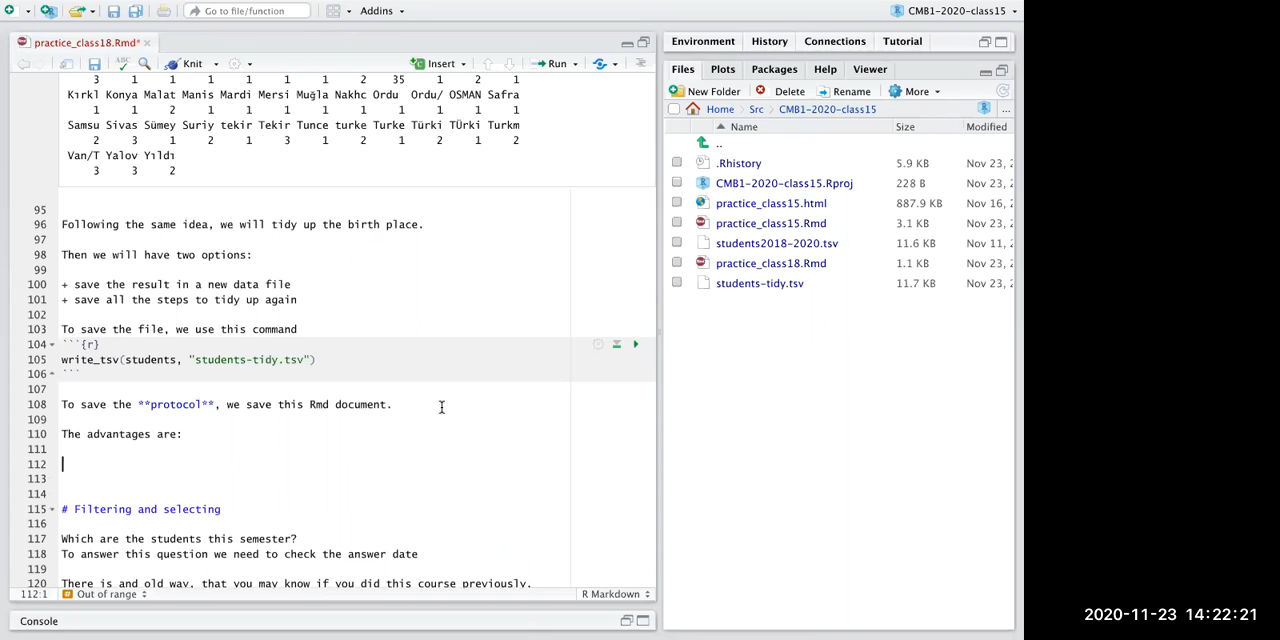 Go to file/function
Addins
CMB1-2020-class15
practice_class18.Rmd*
Environment History Connections Tutorial
ABC Knit Insert Run
Files Plots Packages Help Viewer
New Folder Delete Rename More
Home Src CMB1-2020-class15 ...
Name Size Modified
..
.Rhistory 5.9 KB Nov 23, 2
CMB1-2020-class15.Rproj 228 B Nov 23, 2
practice_class15.html 887.9 KB Nov 16, 2
practice_class15.Rmd 3.1 KB Nov 23, 2
students2018-2020.tsv 11.6 KB Nov 11, 2
practice_class18.Rmd 1.1 KB Nov 23, 2
students-tidy.tsv 11.7 KB Nov 23, 2
3 1 1 1 1 1 1 2 35 1 2 1
Kırkl Konya Malat Manis Mardi Mersi Muğla Nakhc Ordu Ordu/ OSMAN Safra
1 1 2 1 1 1 1 1 1 1 1 1
Samsu Sivas Sümey Suriy tekir Tekir Tunce turke Turke Türki TÜrki Turkm
2 3 1 2 1 3 1 2 1 2 1 2
Van/T Yalov Yıldı
3 3 2
95
96 Following the same idea, we will tidy up the birth place.
97
98 Then we will have two options:
99
100 + save the result in a new data file
101 + save all the steps to tidy up again
102
103 To save the file, we use this command
104 ```{r}
105 write_tsv(students, "students-tidy.tsv")
106 ```
107
108 To save the **protocol**, we save this Rmd document.
109
110 The advantages are:
111
112
113
114
115 # Filtering and selecting
116
117 Which are the students this semester?
118 To answer this question we need to check the answer date
119
120 There is and old way, that you may know if you did this course previously.
112:1 # Out of range R Markdown
Console
2020-11-23 14:22:21